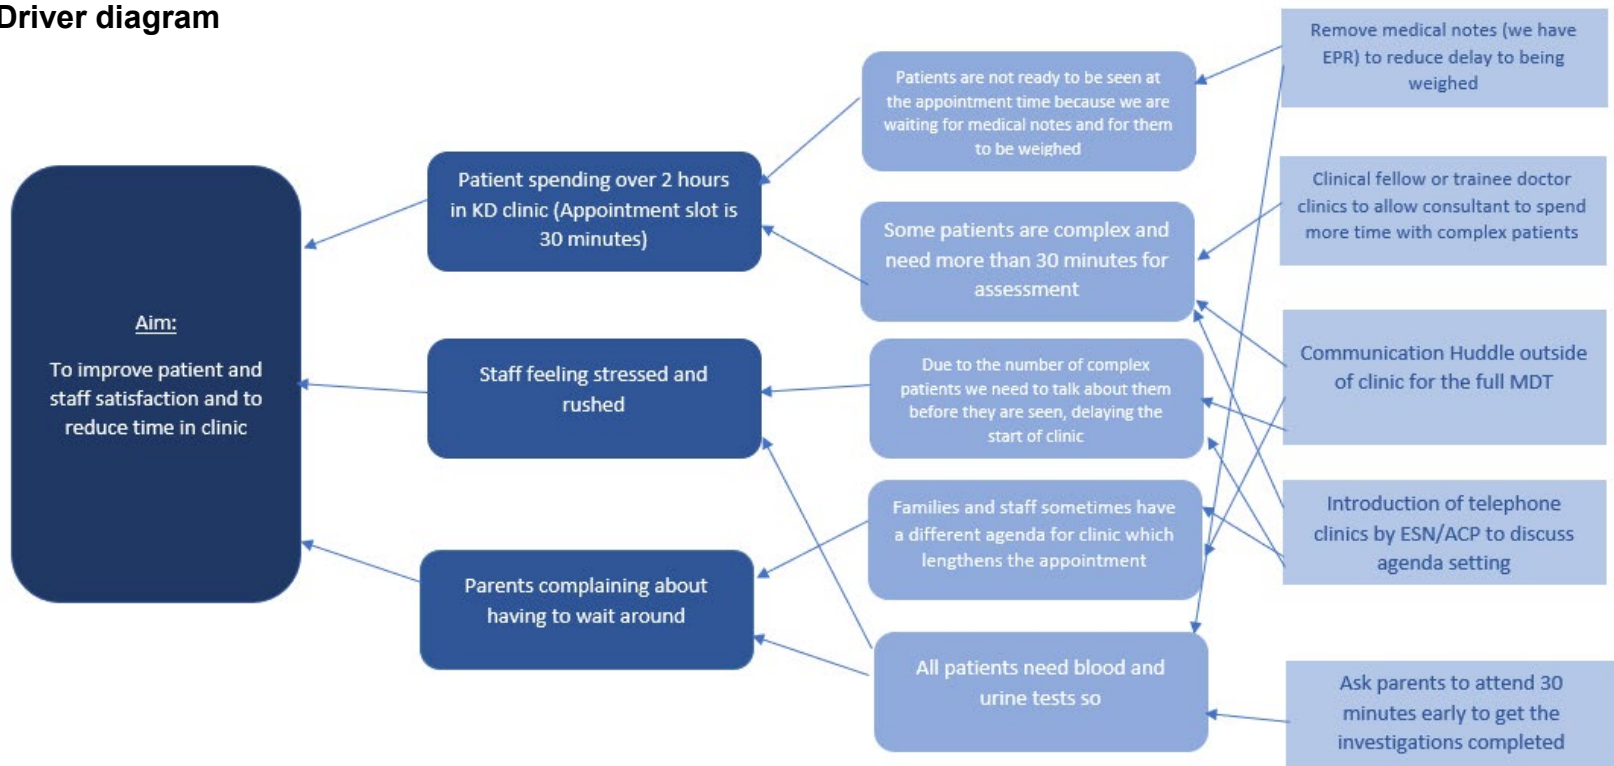 Driver diagram
Aim:
To improve patient and
staff satisfaction and to
reduce time in clinic
Patient spending over 2 hours
in KD clinic (Appointment slot is
30 minutes)
Staff feeling stressed and
rushed
Parents complaining about
having to wait around
Patients are not ready to be seen at
the appointment time because we are
waiting for medical notes and for them
to be weighed
Some patients are complex and
need more than 30 minutes for
assessment
Due to the number of complex
patients we need to talk about them
before they are seen, delaying the
start of clinic
Families and staff sometimes have
a different agenda for clinic which
lengthens the appointment
All patients need blood and
urine tests so
Remove medical notes (we have
EPR) to reduce delay to being
weighed
Clinical fellow or trainee doctor
clinics to allow consultant to spend
more time with complex patients
Communication Huddle outside
of clinic for the full MDT
Introduction of telephone
clinics by ESN/ACP to discuss
agenda setting
Ask parents to attend 30
minutes early to get the
investigations completed